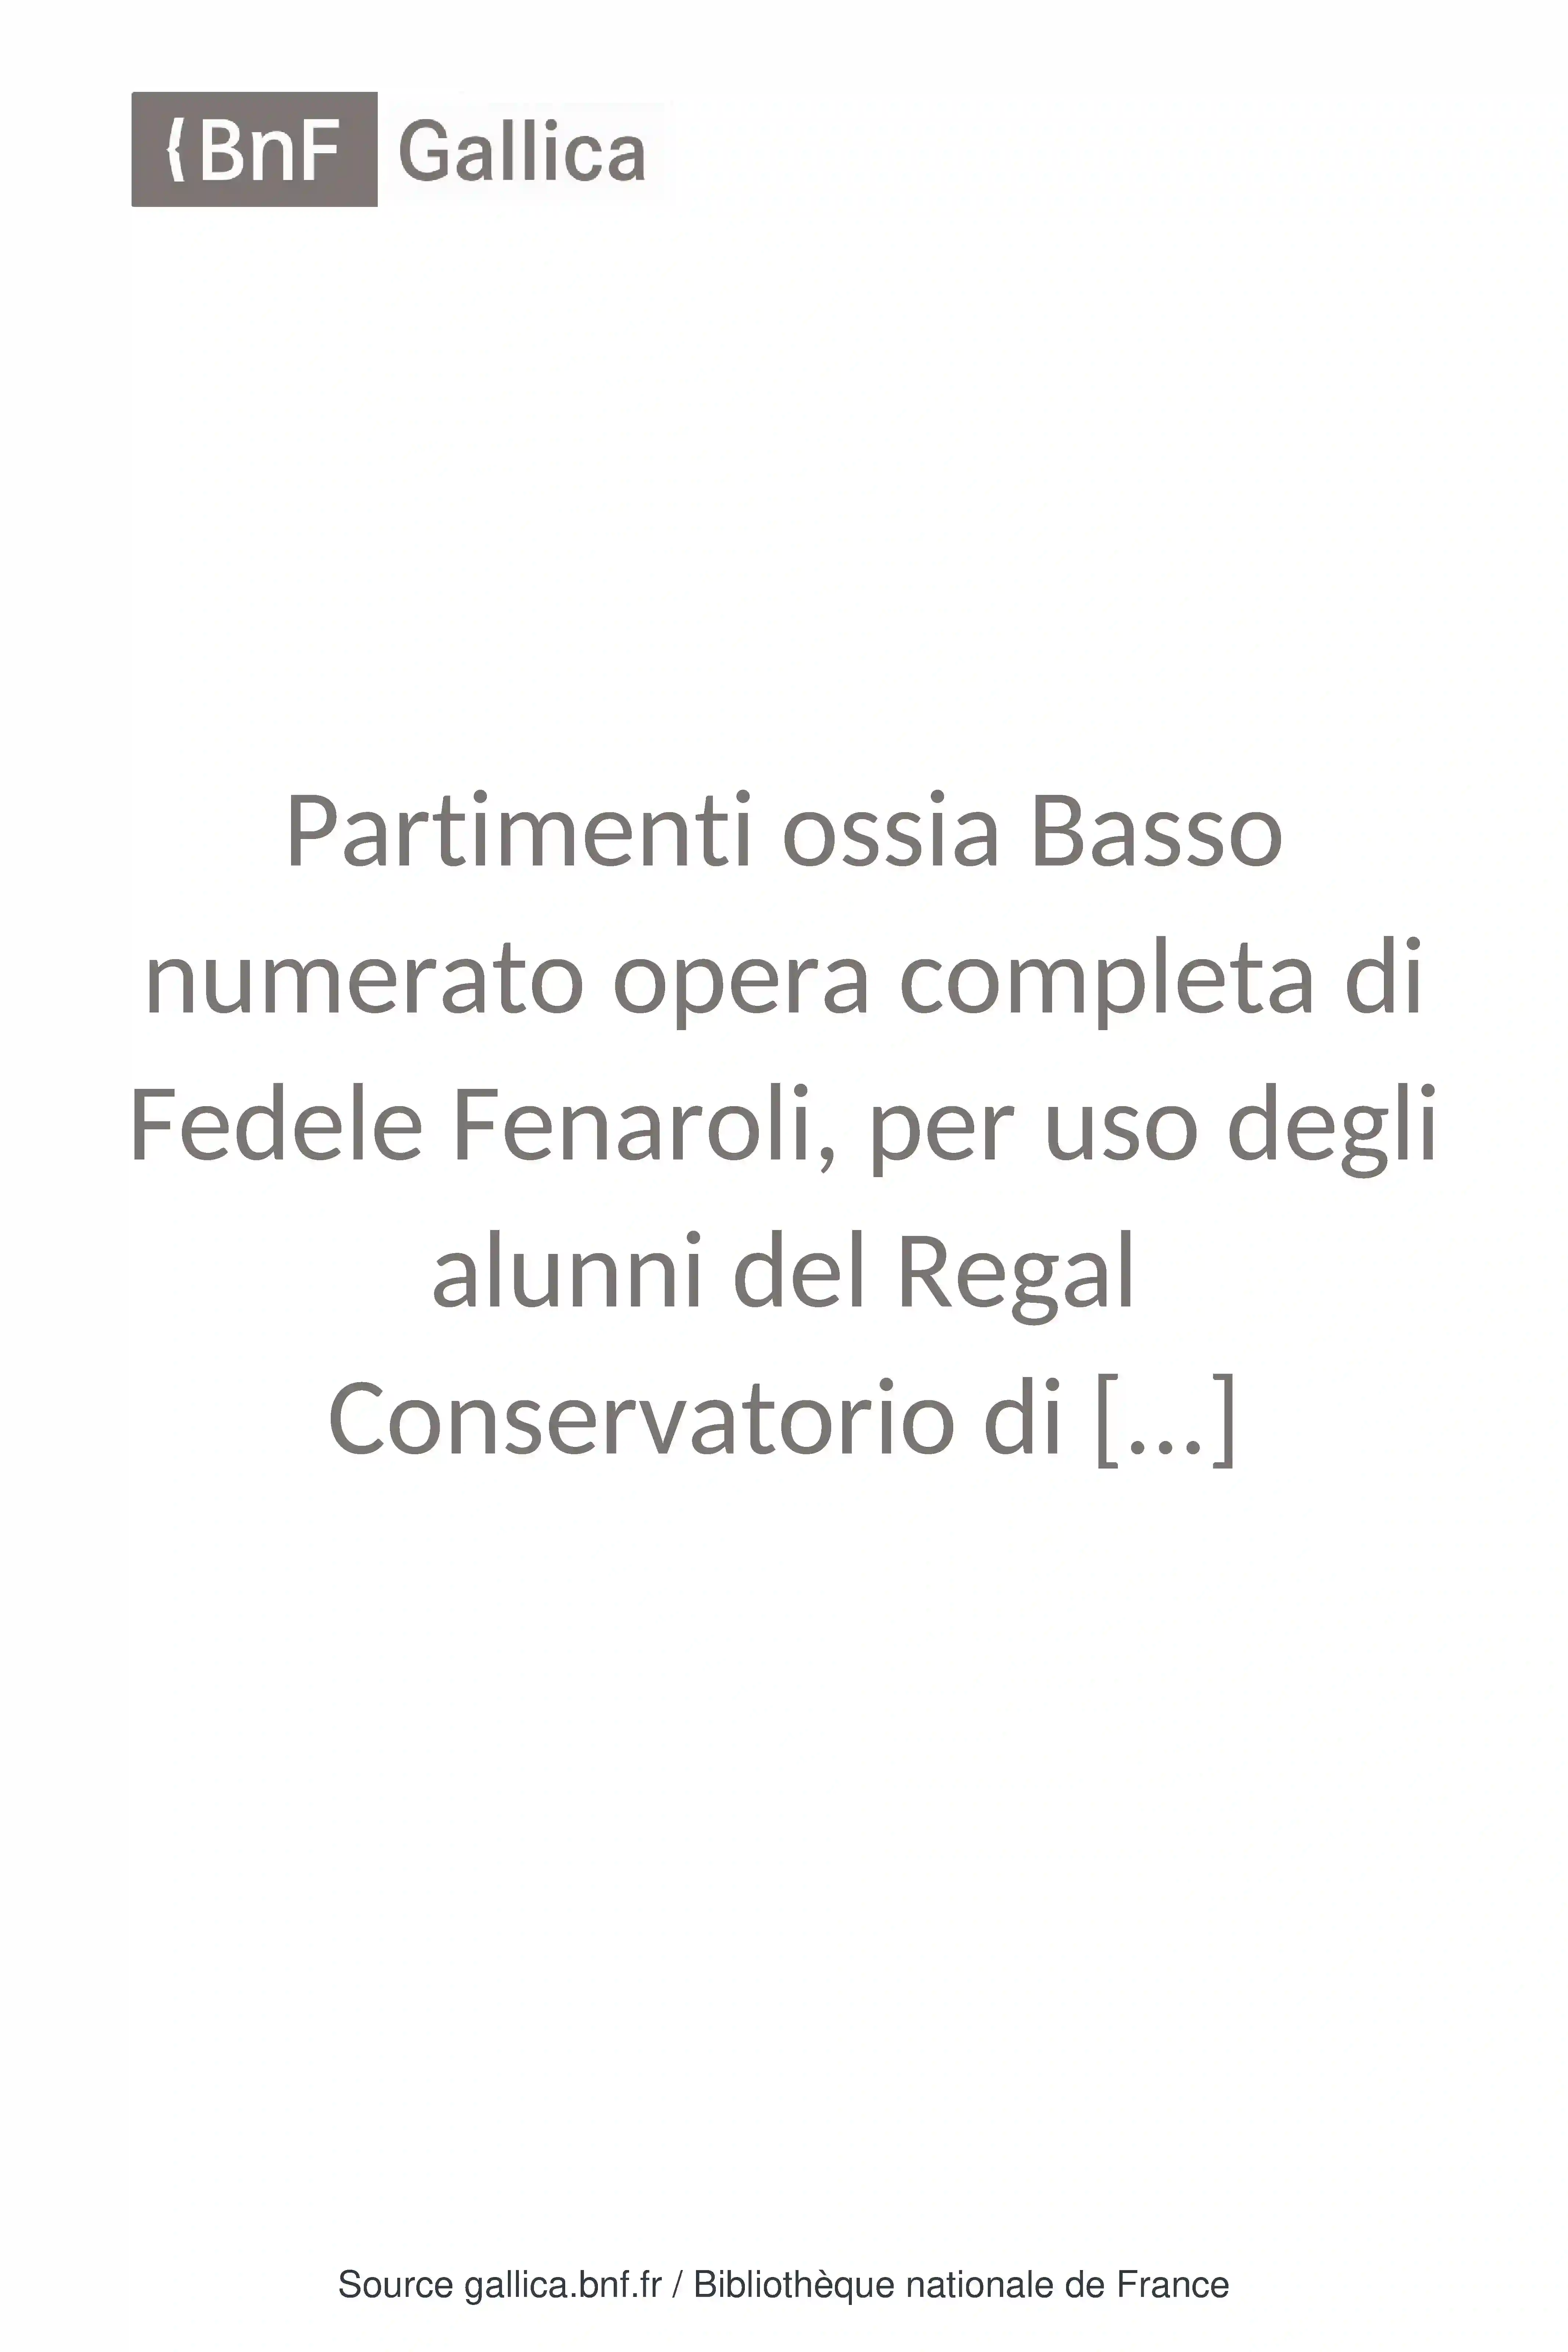 {BnF Gallica
Partimenti ossia Basso
numerato opera completa di
Fedele Fenaroli, per uso degli
alunni del Regal
Conservatorio di [...]
Source gallica.bnf.fr / Bibliothèque nationale de France